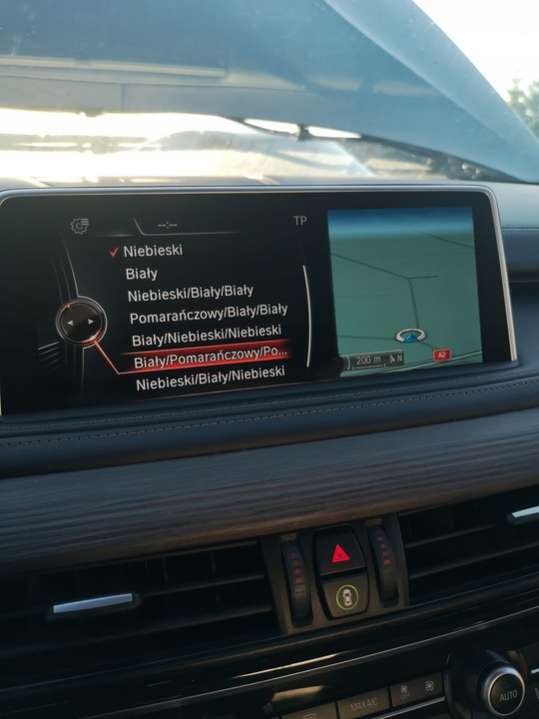 TP
Niebieski
Biały
Niebieski/Biały/Biały
Pomarańczowy/Biały/Biały
Biały/Niebieski/Niebieski
Biały/Pomarańczowy/Po...
Niebieski/Biały/Niebieski
200 m
N
A2
MAX A/C
AUTO